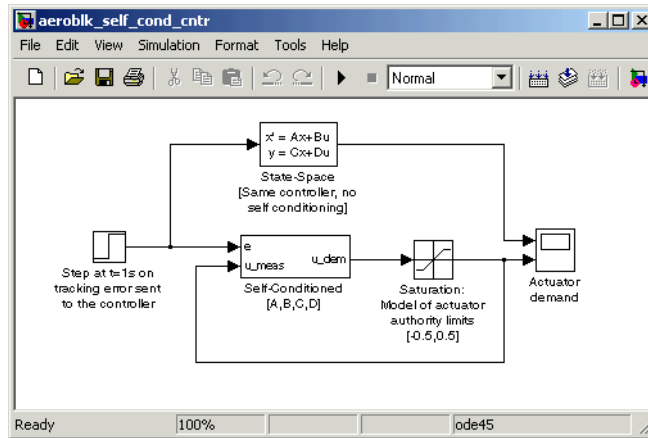 aeroblk_self_cond_cntr
File Edit View Simulation Format Tools Help
Normal
x' = Ax+Bu
y = Cx+Du
State-Space
[Same controller, no
self conditioning]
e
u_meas
u_dem
Step at t=1s on
tracking error sent
to the controller
Self-Conditioned
[A,B,C,D]
Saturation:
Model of actuator
authority limits
[-0.5,0.5]
Actuator
demand
Ready 100% ode45